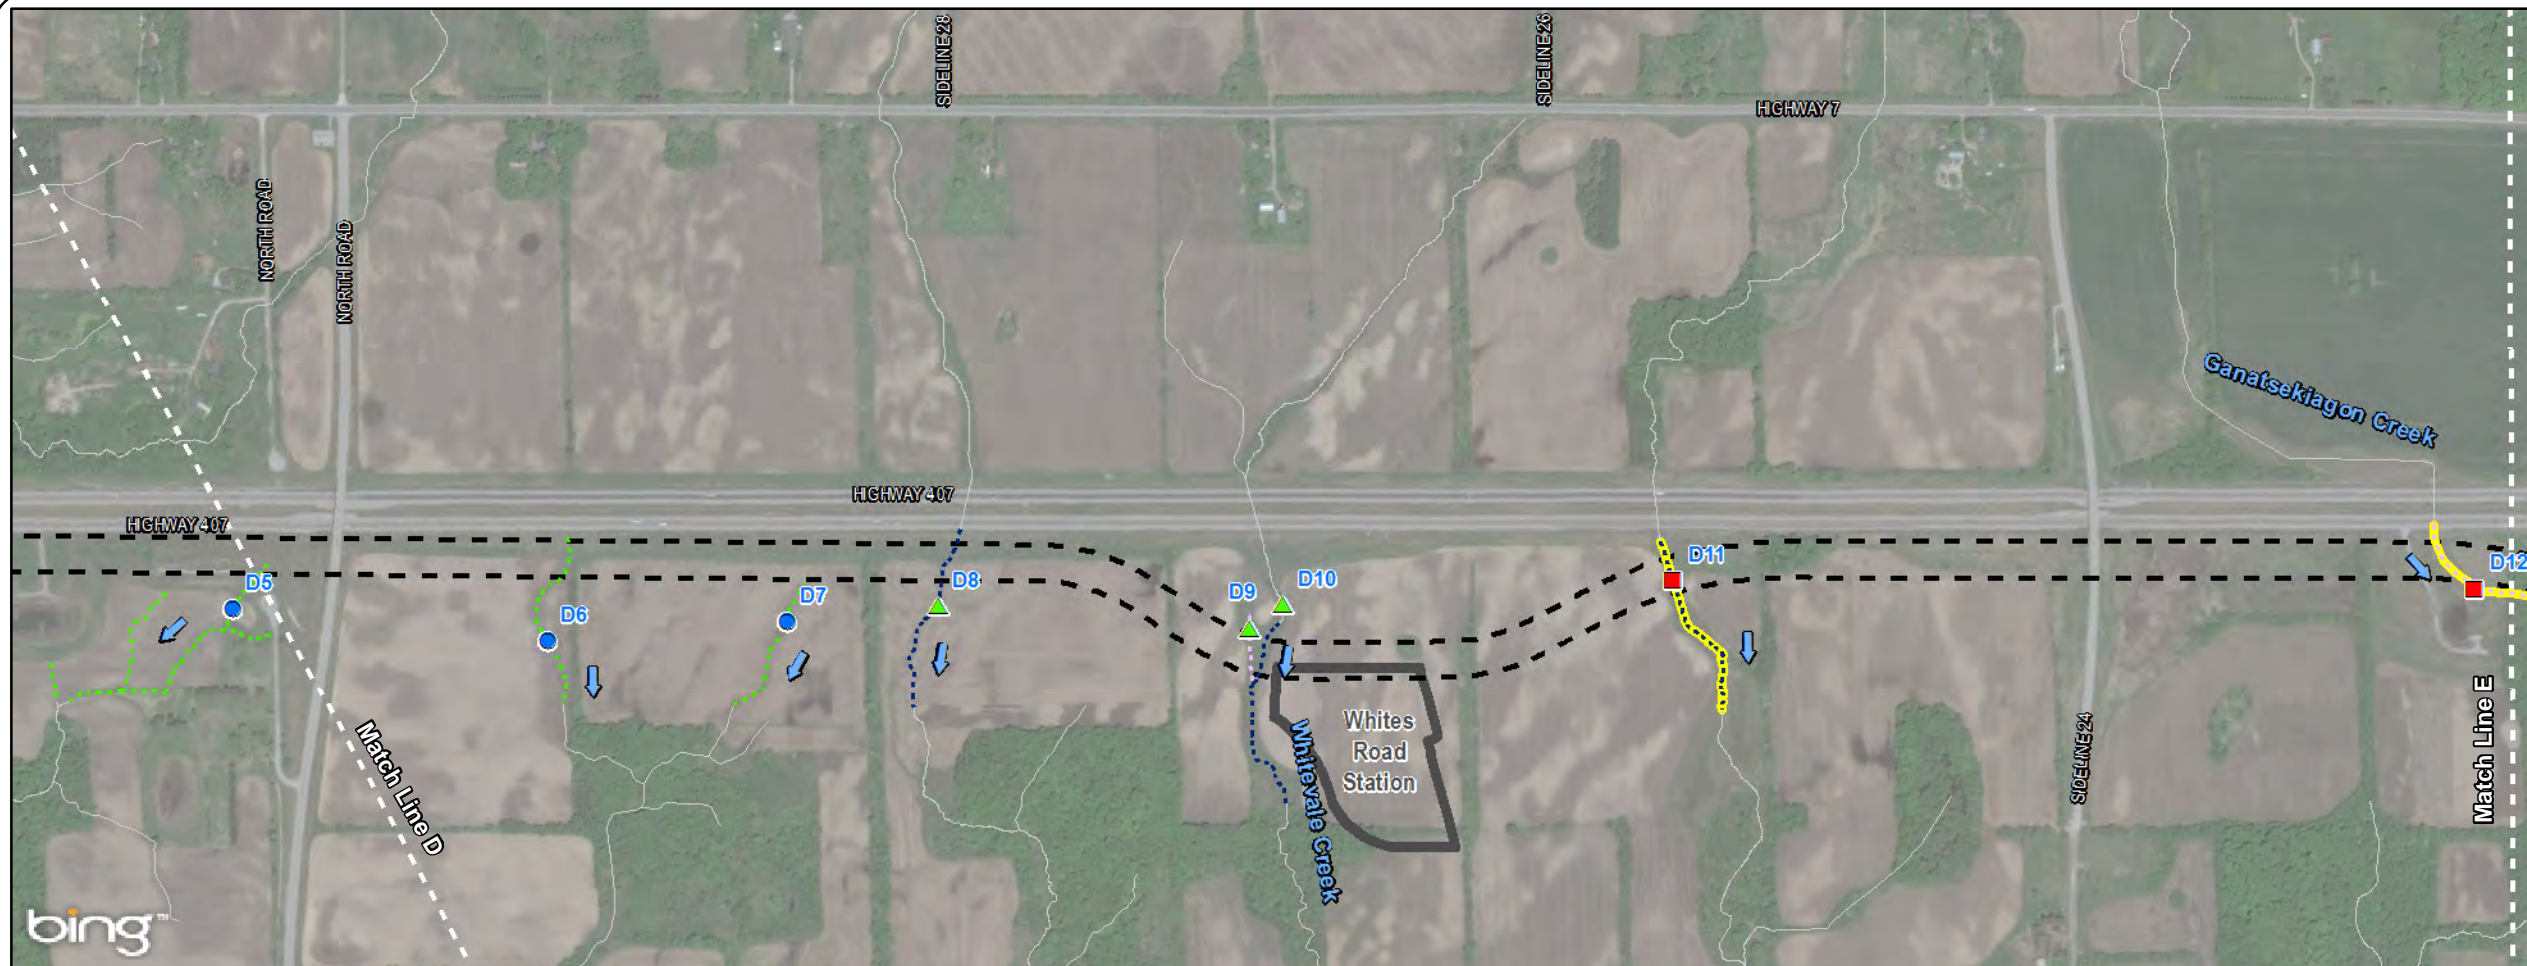 SIDELINE 28
SIDELINE 26
HIGHWAY 7
NORTH ROAD
NORTH ROAD
Ganatsekiagon Creek
HIGHWAY 407
HIGHWAY 407
D5
D6
D7
D8
D9
D10
D11
D12
Match Line D
Whitevale Creek
Whites
Road
Station
SIDELINE 24
Match Line E
bing™